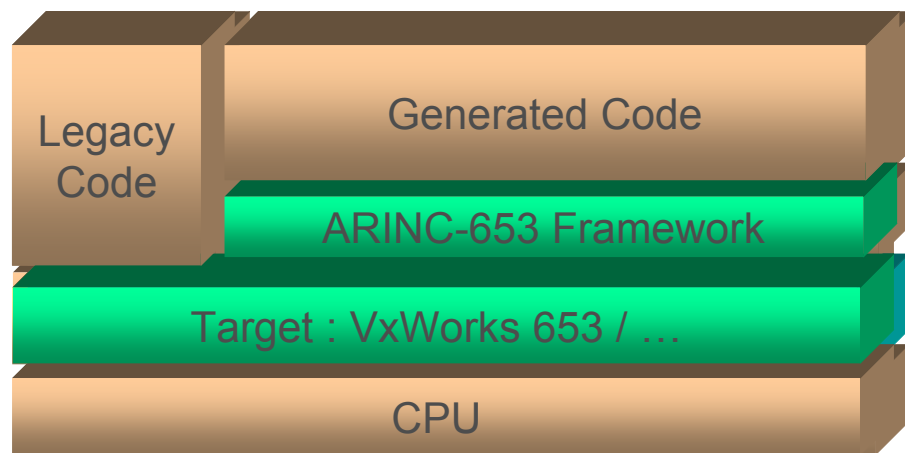 Legacy
Code
Generated Code
ARINC-653 Framework
Target : VxWorks 653 / …
CPU